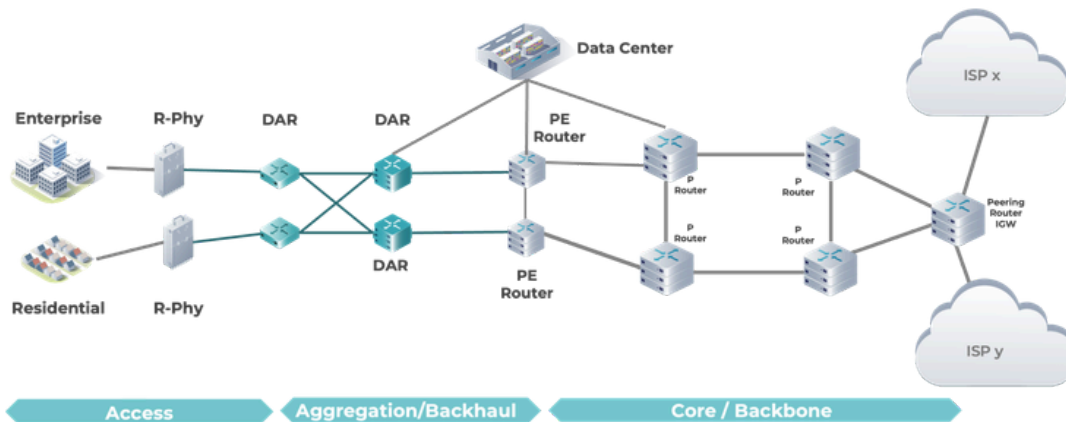 Data Center
ISP x
Enterprise
R-Phy
DAR
DAR
PE
Router
P
Router
P
Router
Peering
Router
IGW
P
Router
P
Router
DAR
PE
Router
Residential
R-Phy
ISP y
Access
Aggregation/Backhaul
Core / Backbone